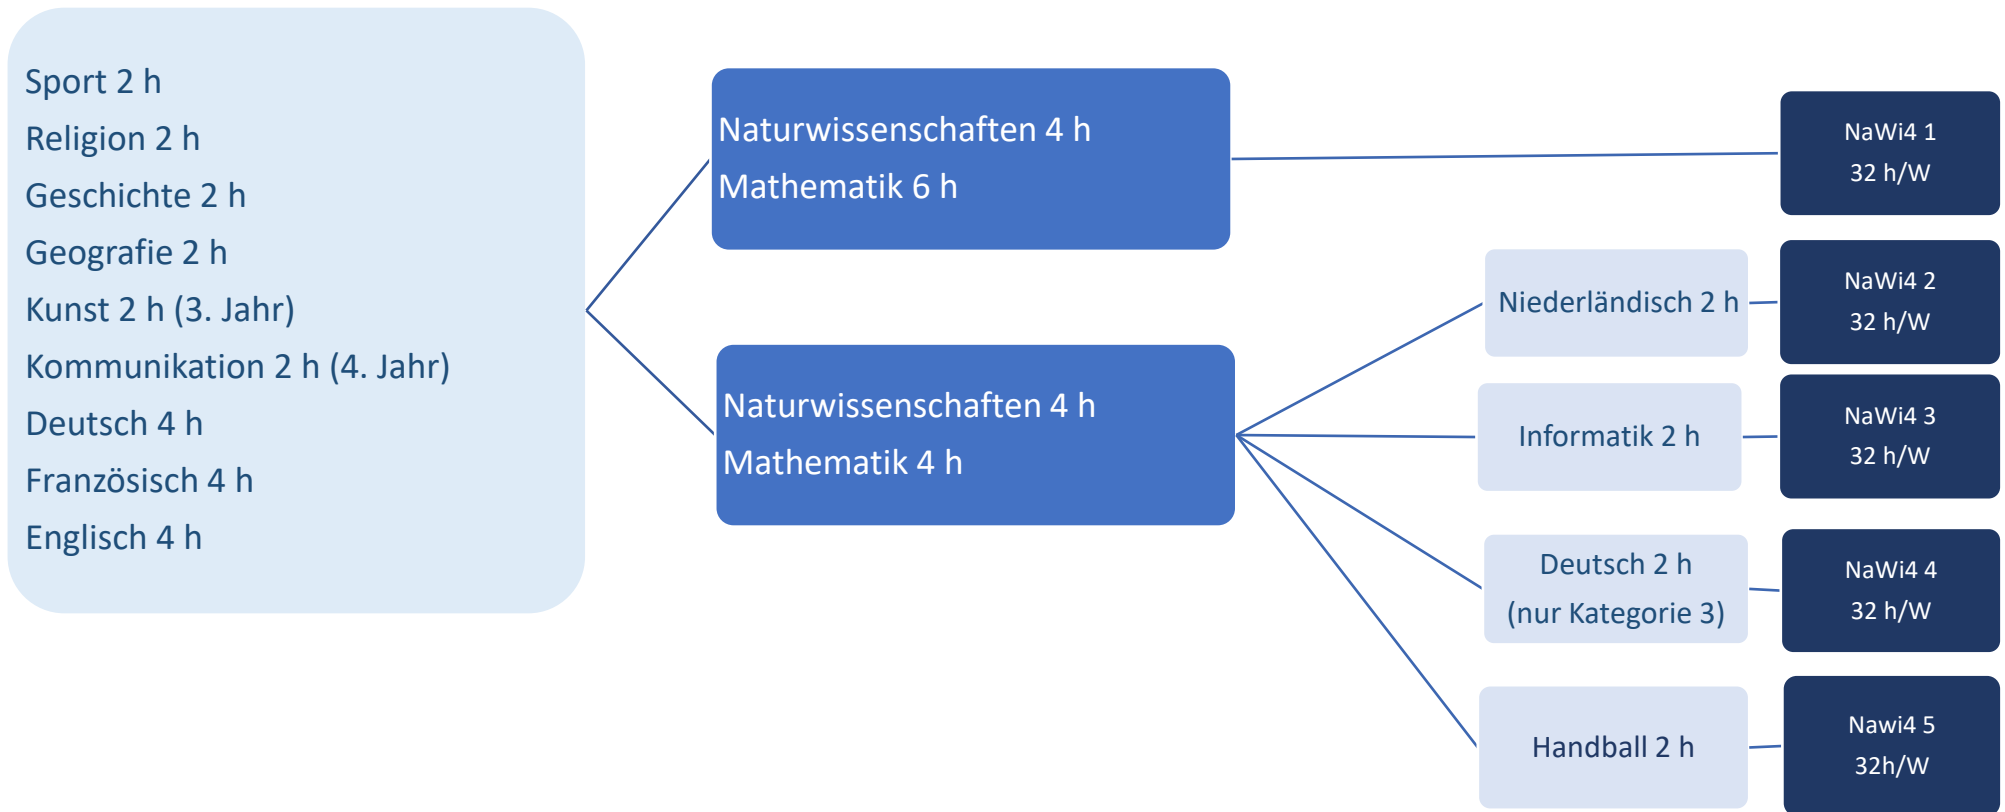 Sport 2 h
Religion 2 h
Geschichte 2 h
Geografie 2 h
Kunst 2 h (3. Jahr)
Kommunikation 2 h (4. Jahr)
Deutsch 4 h
Französisch 4 h
Englisch 4 h
Naturwissenschaften 4 h
Mathematik 6 h
NaWi4 1
32 h/W
Naturwissenschaften 4 h
Mathematik 4 h
Niederländisch 2 h
NaWi4 2
32 h/W
Informatik 2 h
NaWi4 3
32 h/W
Deutsch 2 h
(nur Kategorie 3)
NaWi4 4
32 h/W
Handball 2 h
Nawi4 5
32h/W